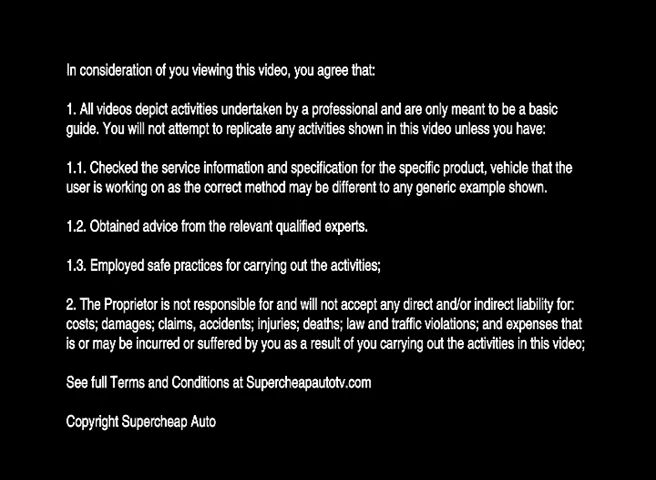 In consideration of you viewing this video, you agree that:
1. All videos depict activities undertaken by a professional and are only meant to be a basic
guide. You will not attempt to replicate any activities shown in this video unless you have:
1.1. Checked the service information and specification for the specific product, vehicle that the
user is working on as the correct method may be different to any generic example shown.
1.2. Obtained advice from the relevant qualified experts.
1.3. Employed safe practices for carrying out the activities;
2. The Proprietor is not responsible for and will not accept any direct and/or indirect liability for:
costs; damages; claims, accidents; injuries; deaths; law and traffic violations; and expenses that
is or may be incurred or suffered by you as a result of you carrying out the activities in this video;
See full Terms and Conditions at Supercheapautotv.com
Copyright Supercheap Auto